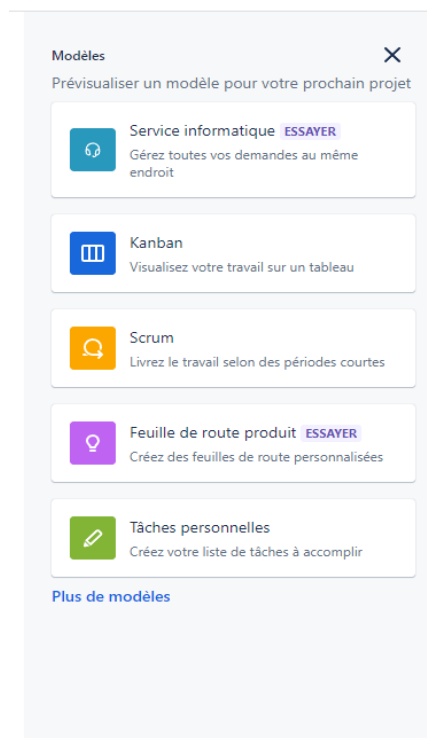 Modèles
Prévisualiser un modèle pour votre prochain projet
Service informatique ESSAYER
Gérez toutes vos demandes au même
endroit
Kanban
Visualisez votre travail sur un tableau
Scrum
Livrez le travail selon des périodes courtes
Feuille de route produit ESSAYER
Créez des feuilles de route personnalisées
Tâches personnelles
Créez votre liste de tâches à accomplir
Plus de modèles